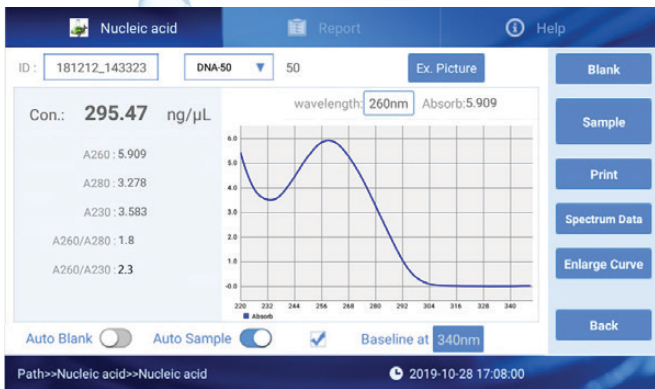 Nucleic acid
Report
Help
ID : 181212_143323 DNA-50 50 Ex. Picture
Con.: 295.47 ng/μL
A260 : 5.909
A280 : 3.278
A230 : 3.583
A260/A280 : 1.8
A260/A230 : 2.3
wavelength: 260nm Absorb:5.909
6.0
5.0
4.0
3.0
2.0
1.0
-0.0
220 232 244 256 268 280 292 304 316 328 340
Absorb
Blank
Sample
Print
Spectrum Data
Enlarge Curve
Back
Auto Blank Auto Sample Baseline at 340nm
Path>>Nucleic acid>>Nucleic acid 2019-10-28 17:08:00